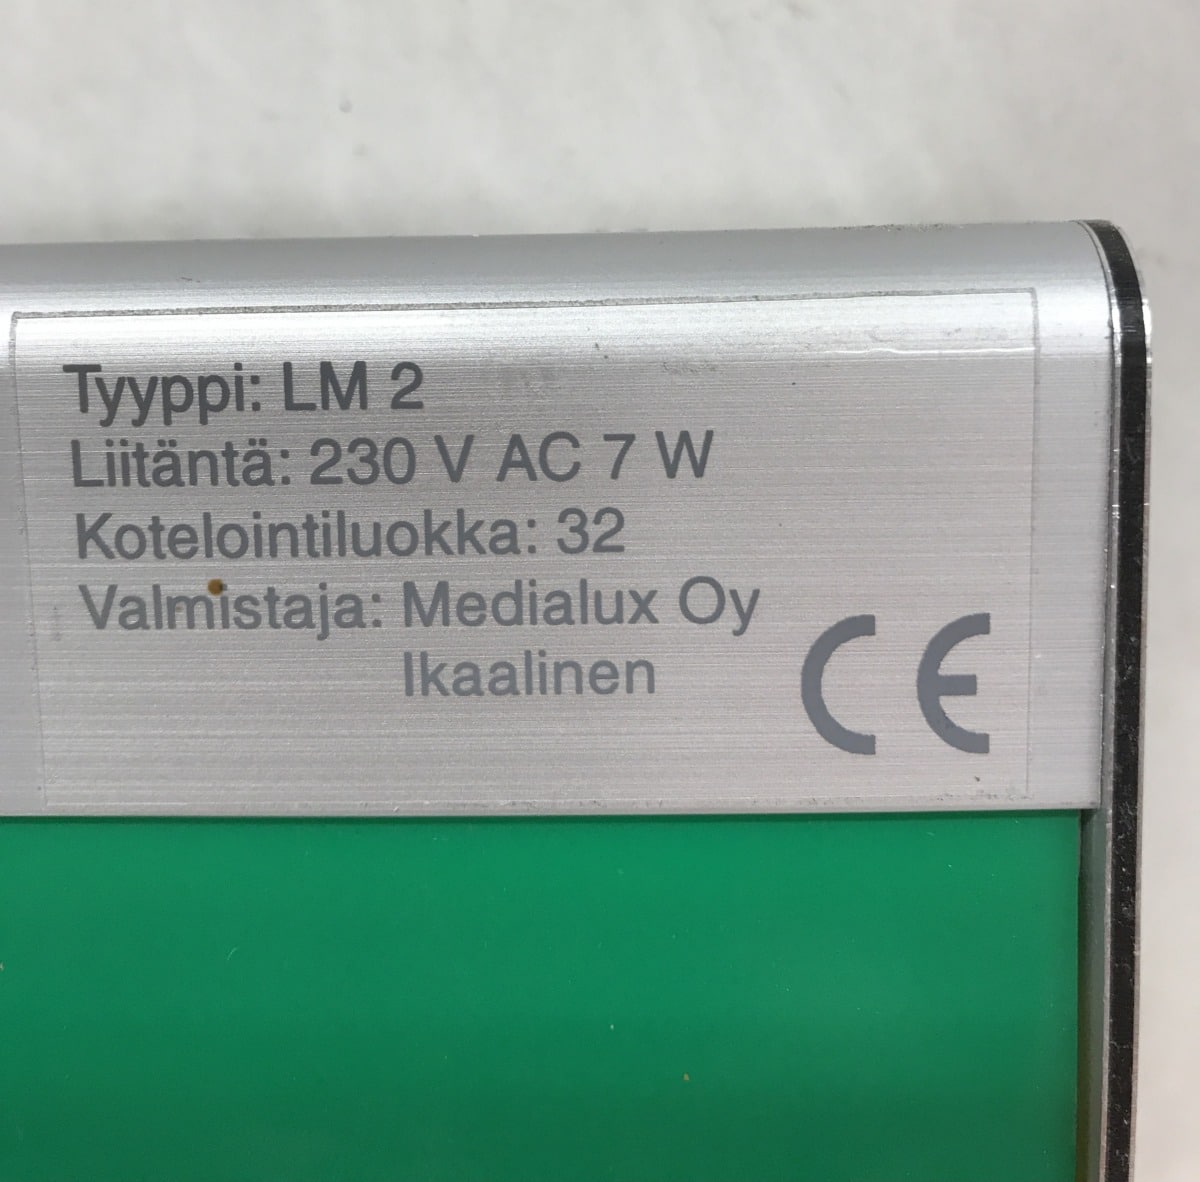 Tyyppi: LM 2
Liitäntä: 230 V AC 7 W
Kotelointiluokka: 32
Valmistaja: Medialux Oy
Ikaalinen
CE